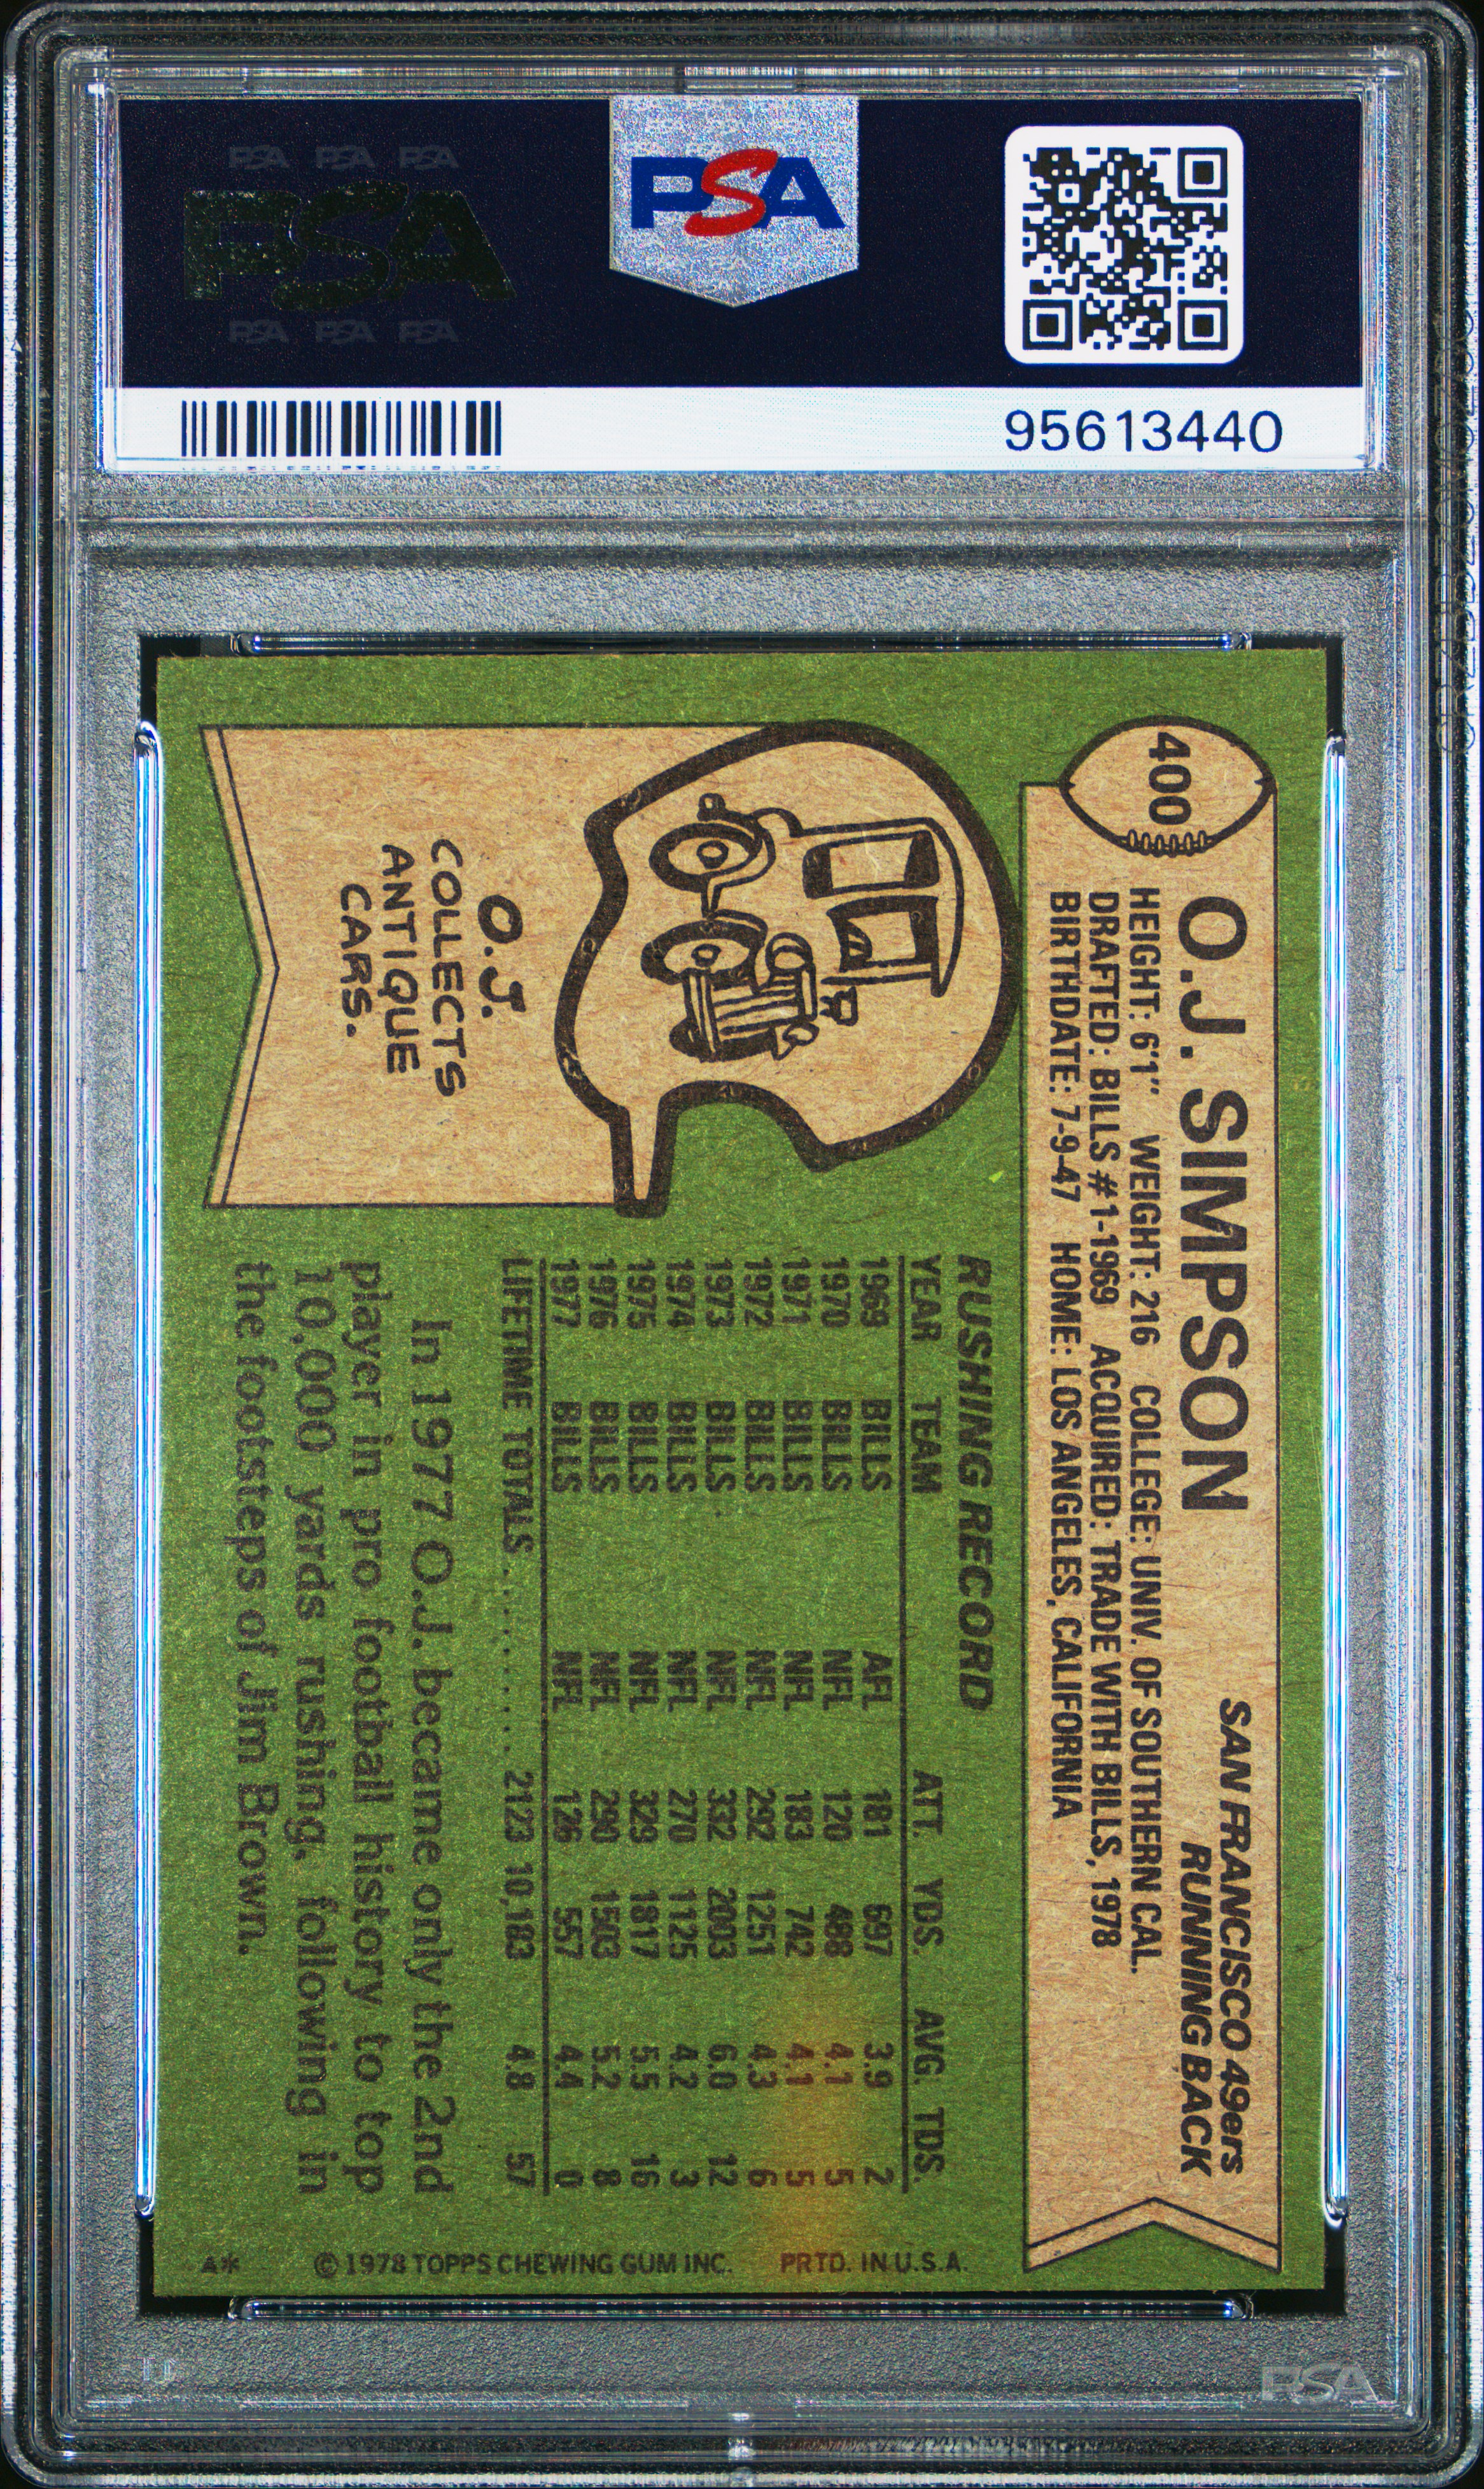 PSA PSA PSA
PSA
PSA PSA PSA
PSA
95613440
400
O.J. SIMPSON
SAN FRANCISCO 49ers
RUNNING BACK
HEIGHT: 6'1" WEIGHT: 216 COLLEGE: UNIV. OF SOUTHERN CAL.
DRAFTED: BILLS #1-1969 ACQUIRED: TRADE WITH BILLS, 1978
BIRTHDATE: 7-9-47 HOME: LOS ANGELES, CALIFORNIA
O.J.
COLLECTS
ANTIQUE
CARS.
RUSHING RECORD
YEAR TEAM ATT. YDS. AVG. TDS.
1969 BILLS AFL 181 697 3.9 2
1970 BILLS NFL 120 488 4.1 5
1971 BILLS NFL 183 742 4.1 5
1972 BILLS NFL 292 1251 4.3 6
1973 BILLS NFL 332 2003 6.0 12
1974 BILLS NFL 270 1125 4.2 3
1975 BILLS NFL 329 1817 5.5 16
1976 BILLS NFL 290 1503 5.2 8
1977 BILLS NFL 126 557 4.4 0
LIFETIME TOTALS .......... 2123 10,183 4.8 57
In 1977 O.J. became only the 2nd
player in pro football history to top
10,000 yards rushing, following in
the footsteps of Jim Brown.
A* © 1978 TOPPS CHEWING GUM INC. PRTD. IN U.S.A.
PSA